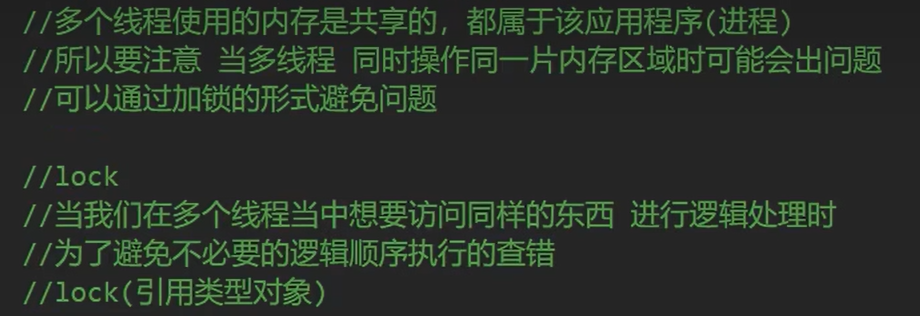 //多个线程使用的内存是共享的，都属于该应用程序(进程)
//所以要注意 当多线程 同时操作同一片内存区域时可能会出问题
//可以通过加锁的形式避免问题
//lock
//当我们在多个线程当中想要访问同样的东西 进行逻辑处理时
//为了避免不必要的逻辑顺序执行的查错
//lock(引用类型对象)